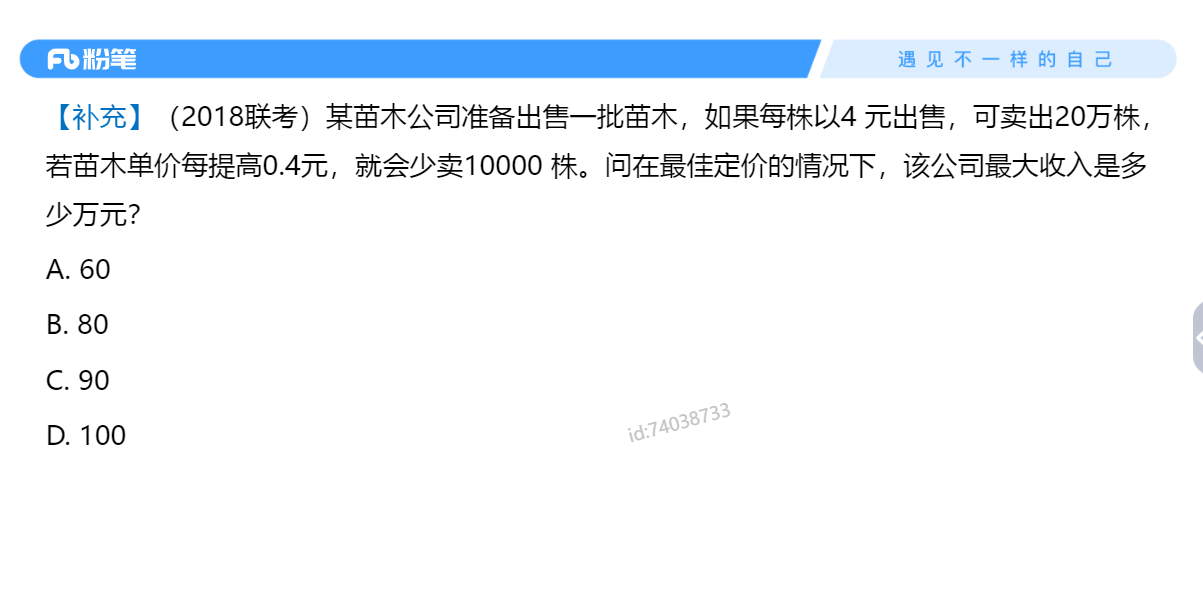 粉笔
遇见不一样的自己
【补充】（2018联考）某苗木公司准备出售一批苗木，如果每株以4 元出售，可卖出20万株，
若苗木单价每提高0.4元，就会少卖10000 株。问在最佳定价的情况下，该公司最大收入是多
少万元？
A. 60
B. 80
C. 90
D. 100
id:74038733